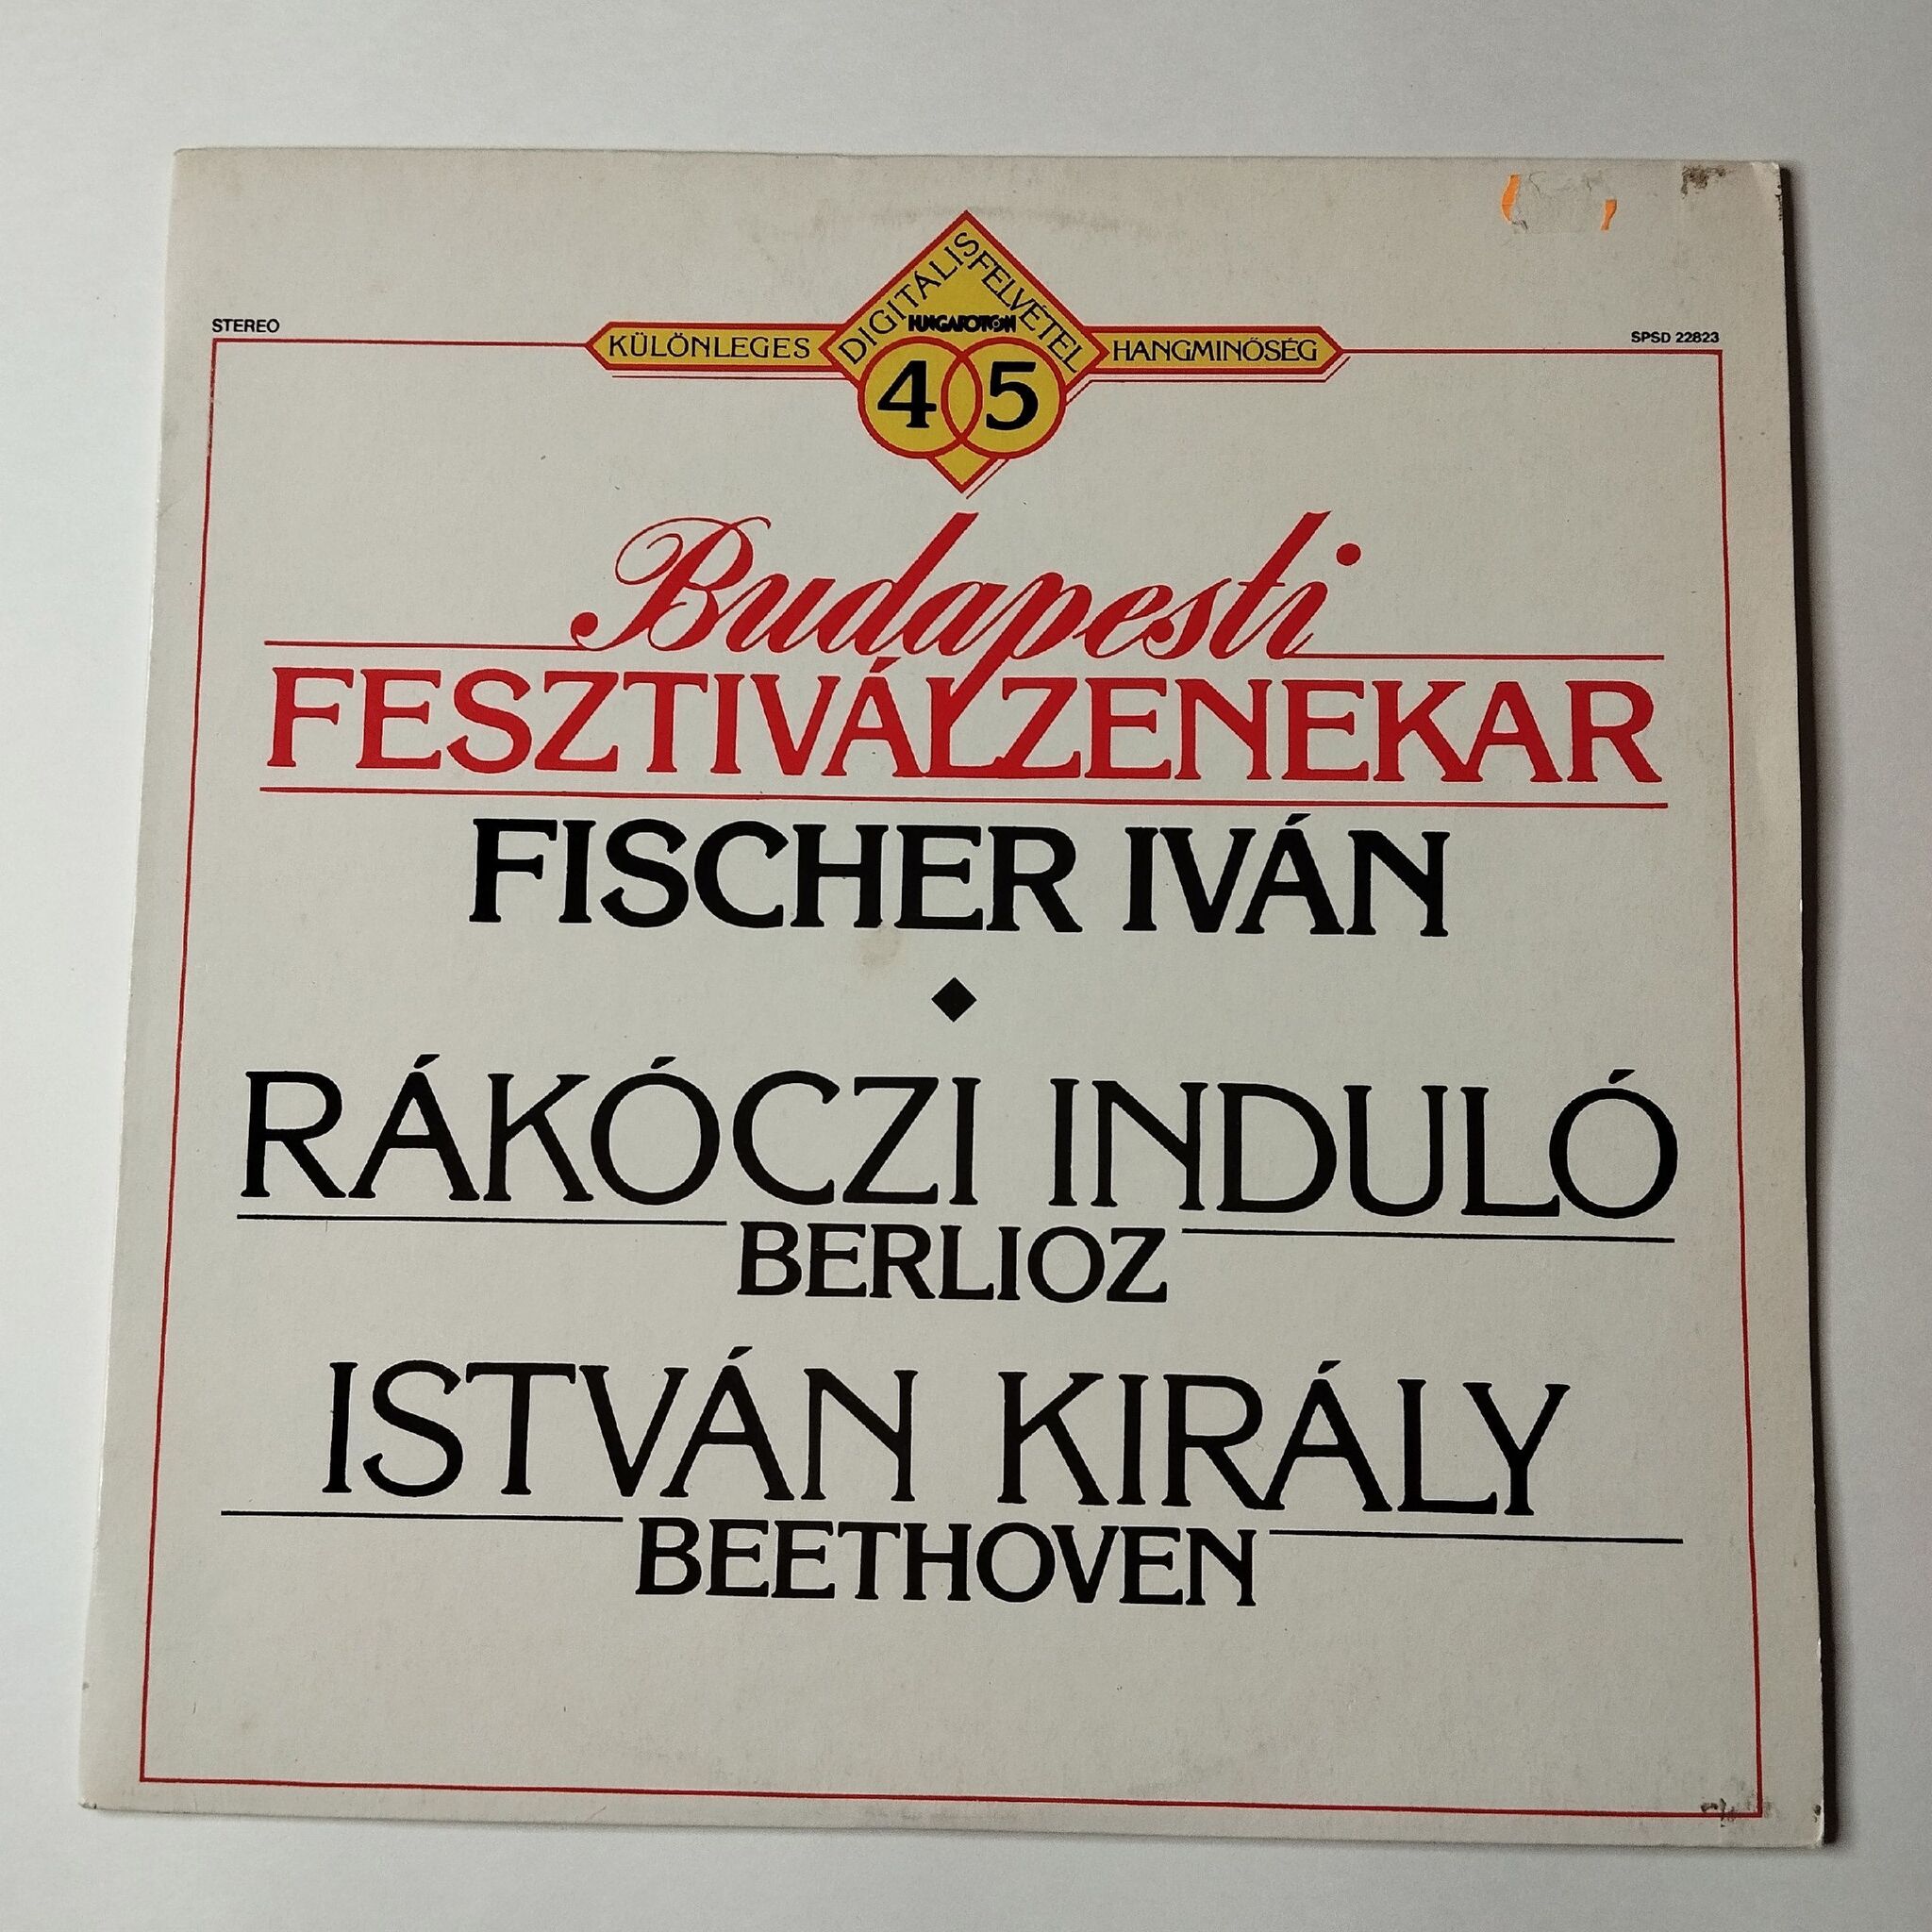 STEREO
SPSD 22823
KÜLÖNLEGES
DIGITÁLIS FELVÉTEL
HUNGAROTON
HANGMINŐSÉG
45
Budapesti
FESZTIVÁLZENEKAR
FISCHER IVÁN
RÁKÓCZI INDULÓ
BERLIOZ
ISTVÁN KIRÁLY
BEETHOVEN